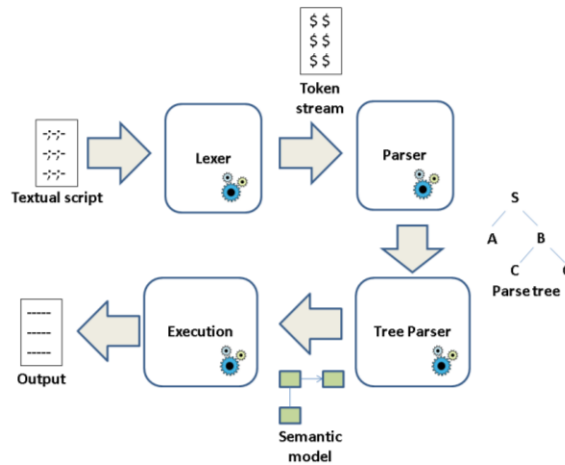 $ $
$ $
$ $
Token
stream
-;-;-
-;-;-
-;-;-
Textual script
Lexer
Parser
S
A B
C
Parse tree
Tree Parser
Execution
-----
-----
-----
Output
Semantic
model